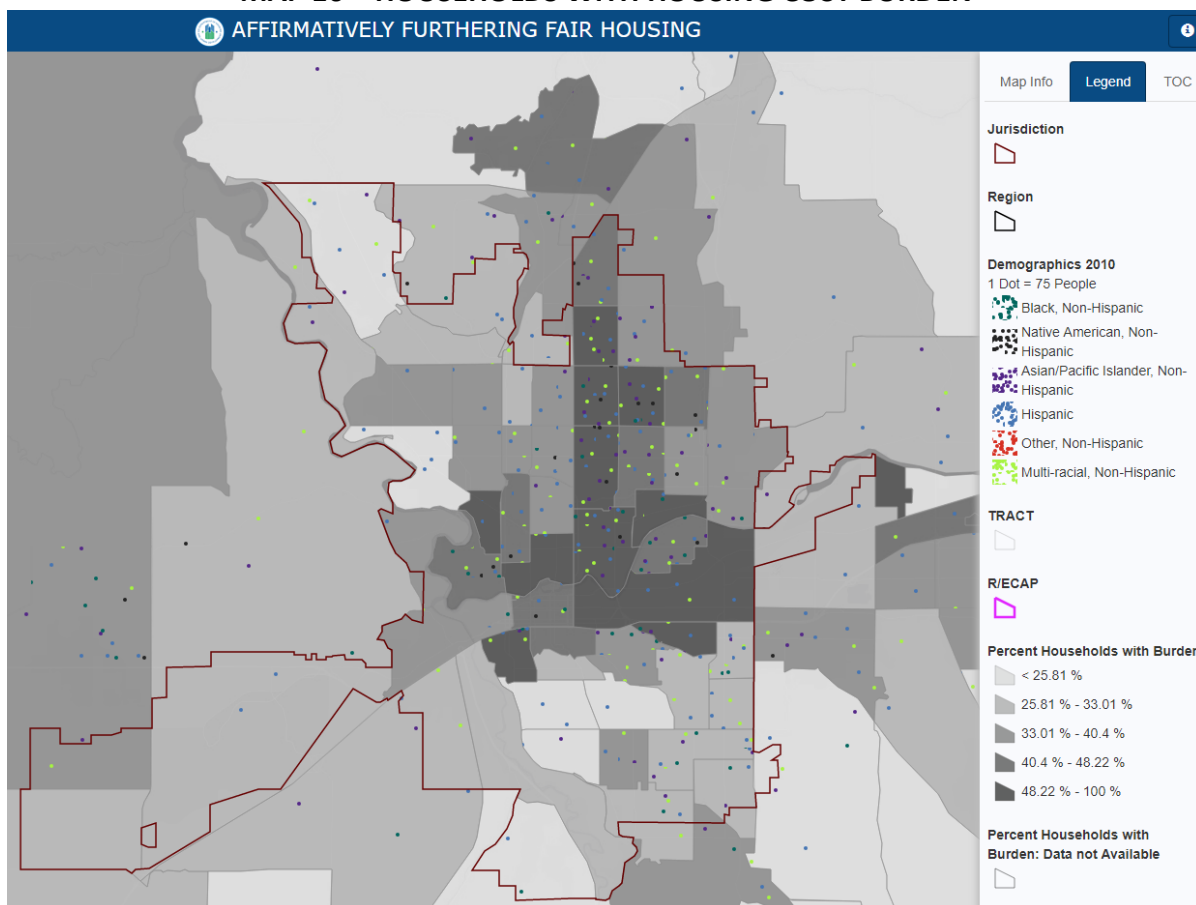 AFFIRMATIVELY FURTHERING FAIR HOUSING
Map Info
Legend
TOC
Jurisdiction
Region
Demographics 2010
1 Dot = 75 People
Black, Non-Hispanic
Native American, Non-
Hispanic
Asian/Pacific Islander, Non-
Hispanic
Hispanic
Other, Non-Hispanic
Multi-racial, Non-Hispanic
TRACT
R/ECAP
Percent Households with Burden
< 25.81 %
25.81 % - 33.01 %
33.01 % - 40.4 %
40.4 % - 48.22 %
48.22 % - 100 %
Percent Households with
Burden: Data not Available